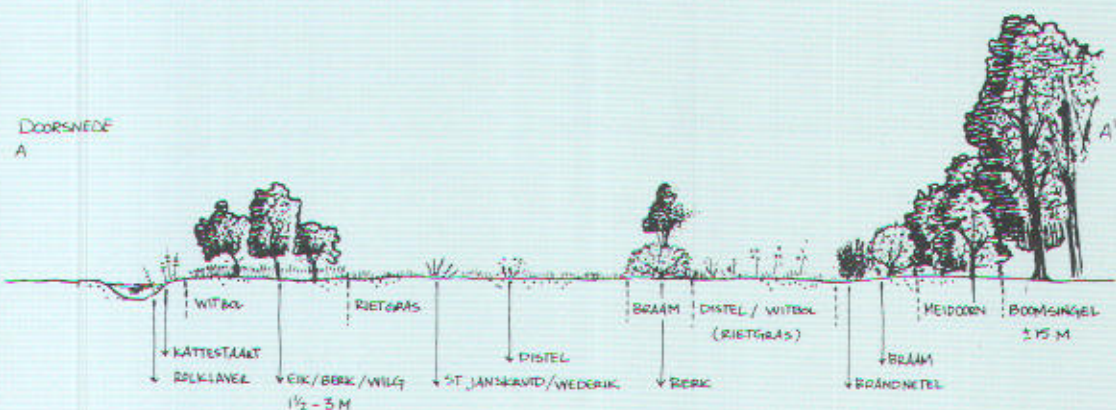 DOORSNEDE
A
A'
WITBOL
RIETGRAS
BRAAM
DISTEL / WITBOL
(RIETGRAS)
MEIDOORN
BOOMSINGEL
± 15 M
KATTESTAART
ROLKLAVER
EIK/BERK/WILG
1½ - 3 M
ST JANSKRUID/WEDERIK
DISTEL
BERK
BRAAM
BRANDNETEL